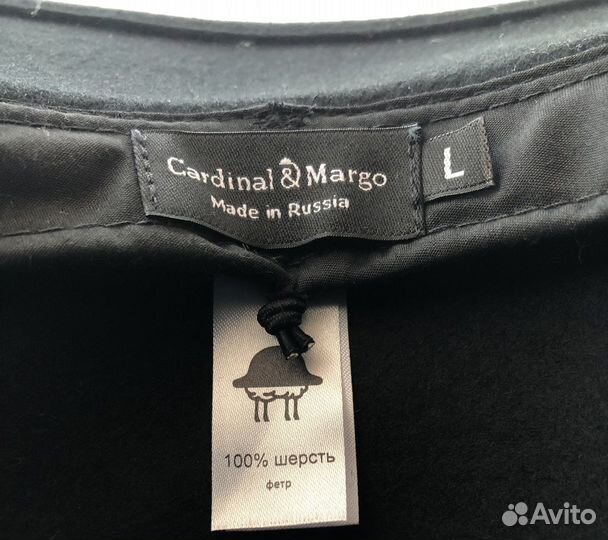 Cardinal & Margo
Made in Russia
L
100% шерсть
фетр
Avito